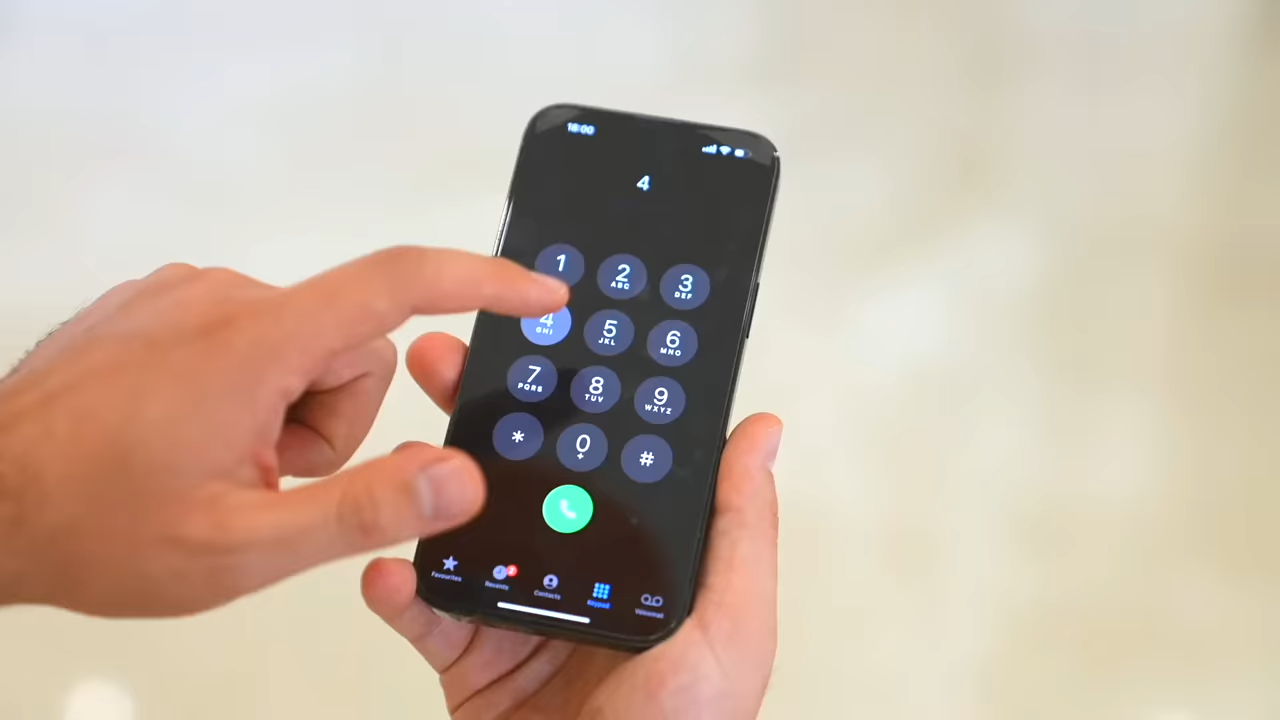 18:00
4
1 2 3
ABC DEF
4 5 6
GHI JKL MNO
7 8 9
PQRS TUV WXYZ
* 0 #
+
2
Favourites Recents Contacts Keypad Voicemail